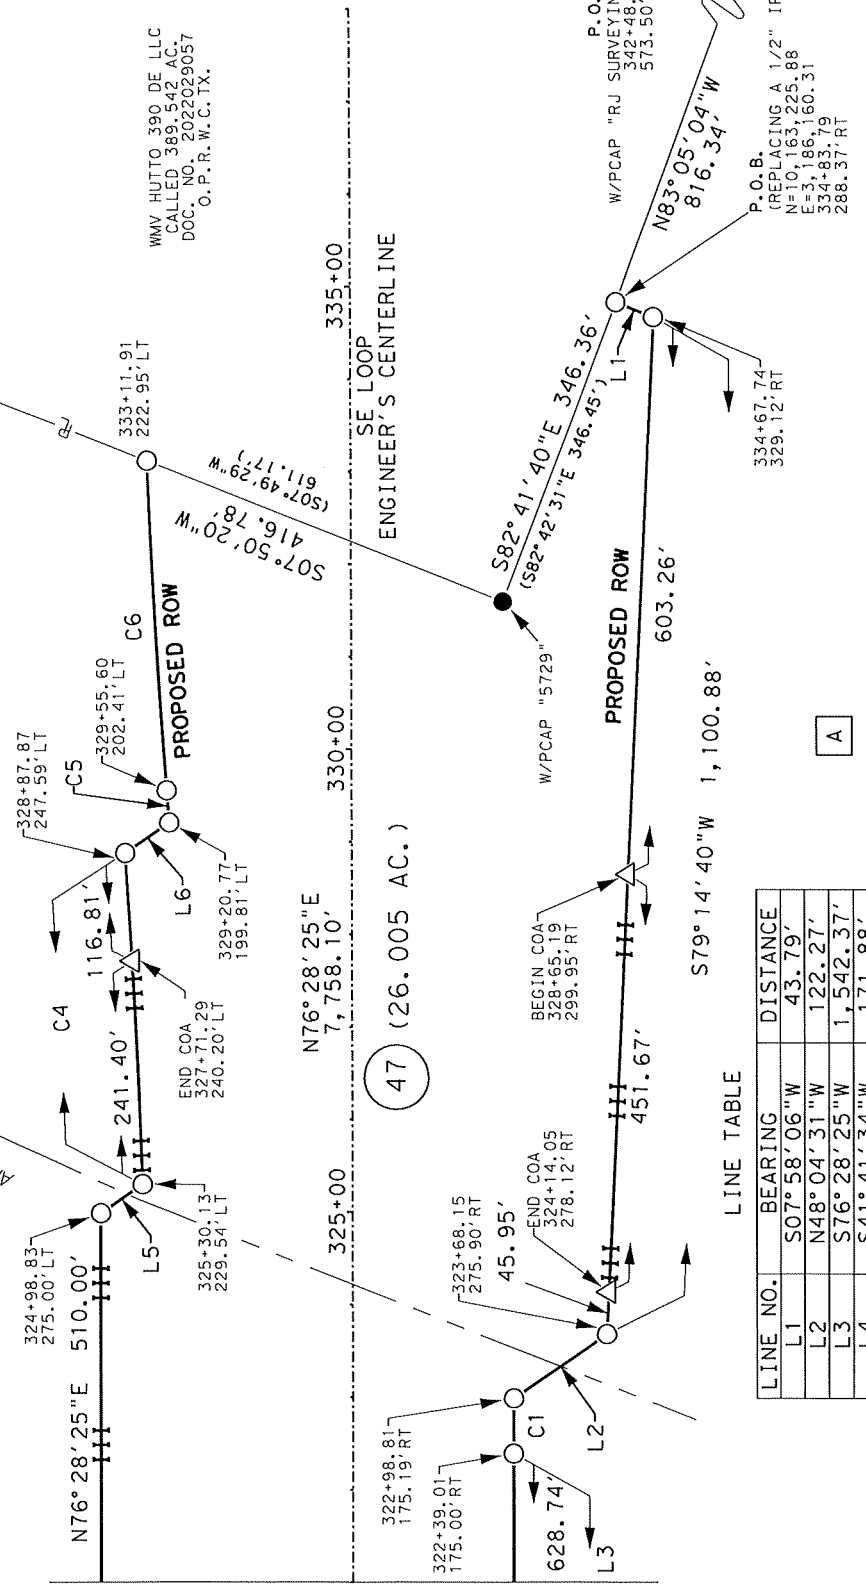 WMV HUTTO 390 DE LLC
CALLED 389.542 AC.
DOC. NO. 2022029057
O.P.R.W.C.TX.
333+11.91
222.95'LT
PL
S07°50'20"W
416.78'
(S07°49'29"W
611.17')
335+00
SE LOOP
ENGINEER'S CENTERLINE
C6
PROPOSED ROW
329+55.60
202.41'LT
328+87.87
247.59'LT
C5
L6
329+20.77
199.81'LT
330+00
C4
116.81'
END COA
327+71.29
240.20'LT
241.40'
N76°28'25"E
7,758.10'
47
(26.005 AC.)
324+98.83
275.00'LT
L5
325+30.13
229.54'LT
325+00
N76°28'25"E 510.00'
P.O.
342+48.
573.50'
W/PCAP "RJ SURVEYIN
N83°05'04"W
816.34'
P.O.B.
(REPLACING A 1/2" IR
N=10,163,225.88
E=3,186,160.31
334+83.79
288.37'RT
S82°41'40"E 346.36'
(S82°42'31"E 346.45')
L1
334+67.74
329.12'RT
W/PCAP "5729"
PROPOSED ROW
603.26'
BEGIN COA
328+65.19
299.95'RT
S79°14'40"W 1,100.88'
A
451.67'
END COA
324+14.05
278.12'RT
323+68.15
275.90'RT
45.95'
322+98.81
175.19'RT
C1
L2
322+39.01
175.00'RT
628.74'
L3
LINE TABLE
LINE NO. BEARING DISTANCE
L1 S07°58'06"W 43.79'
L2 N48°04'31"W 122.27'
L3 S76°28'25"W 1,542.37'
L4 S41°41'34"W 171.88'